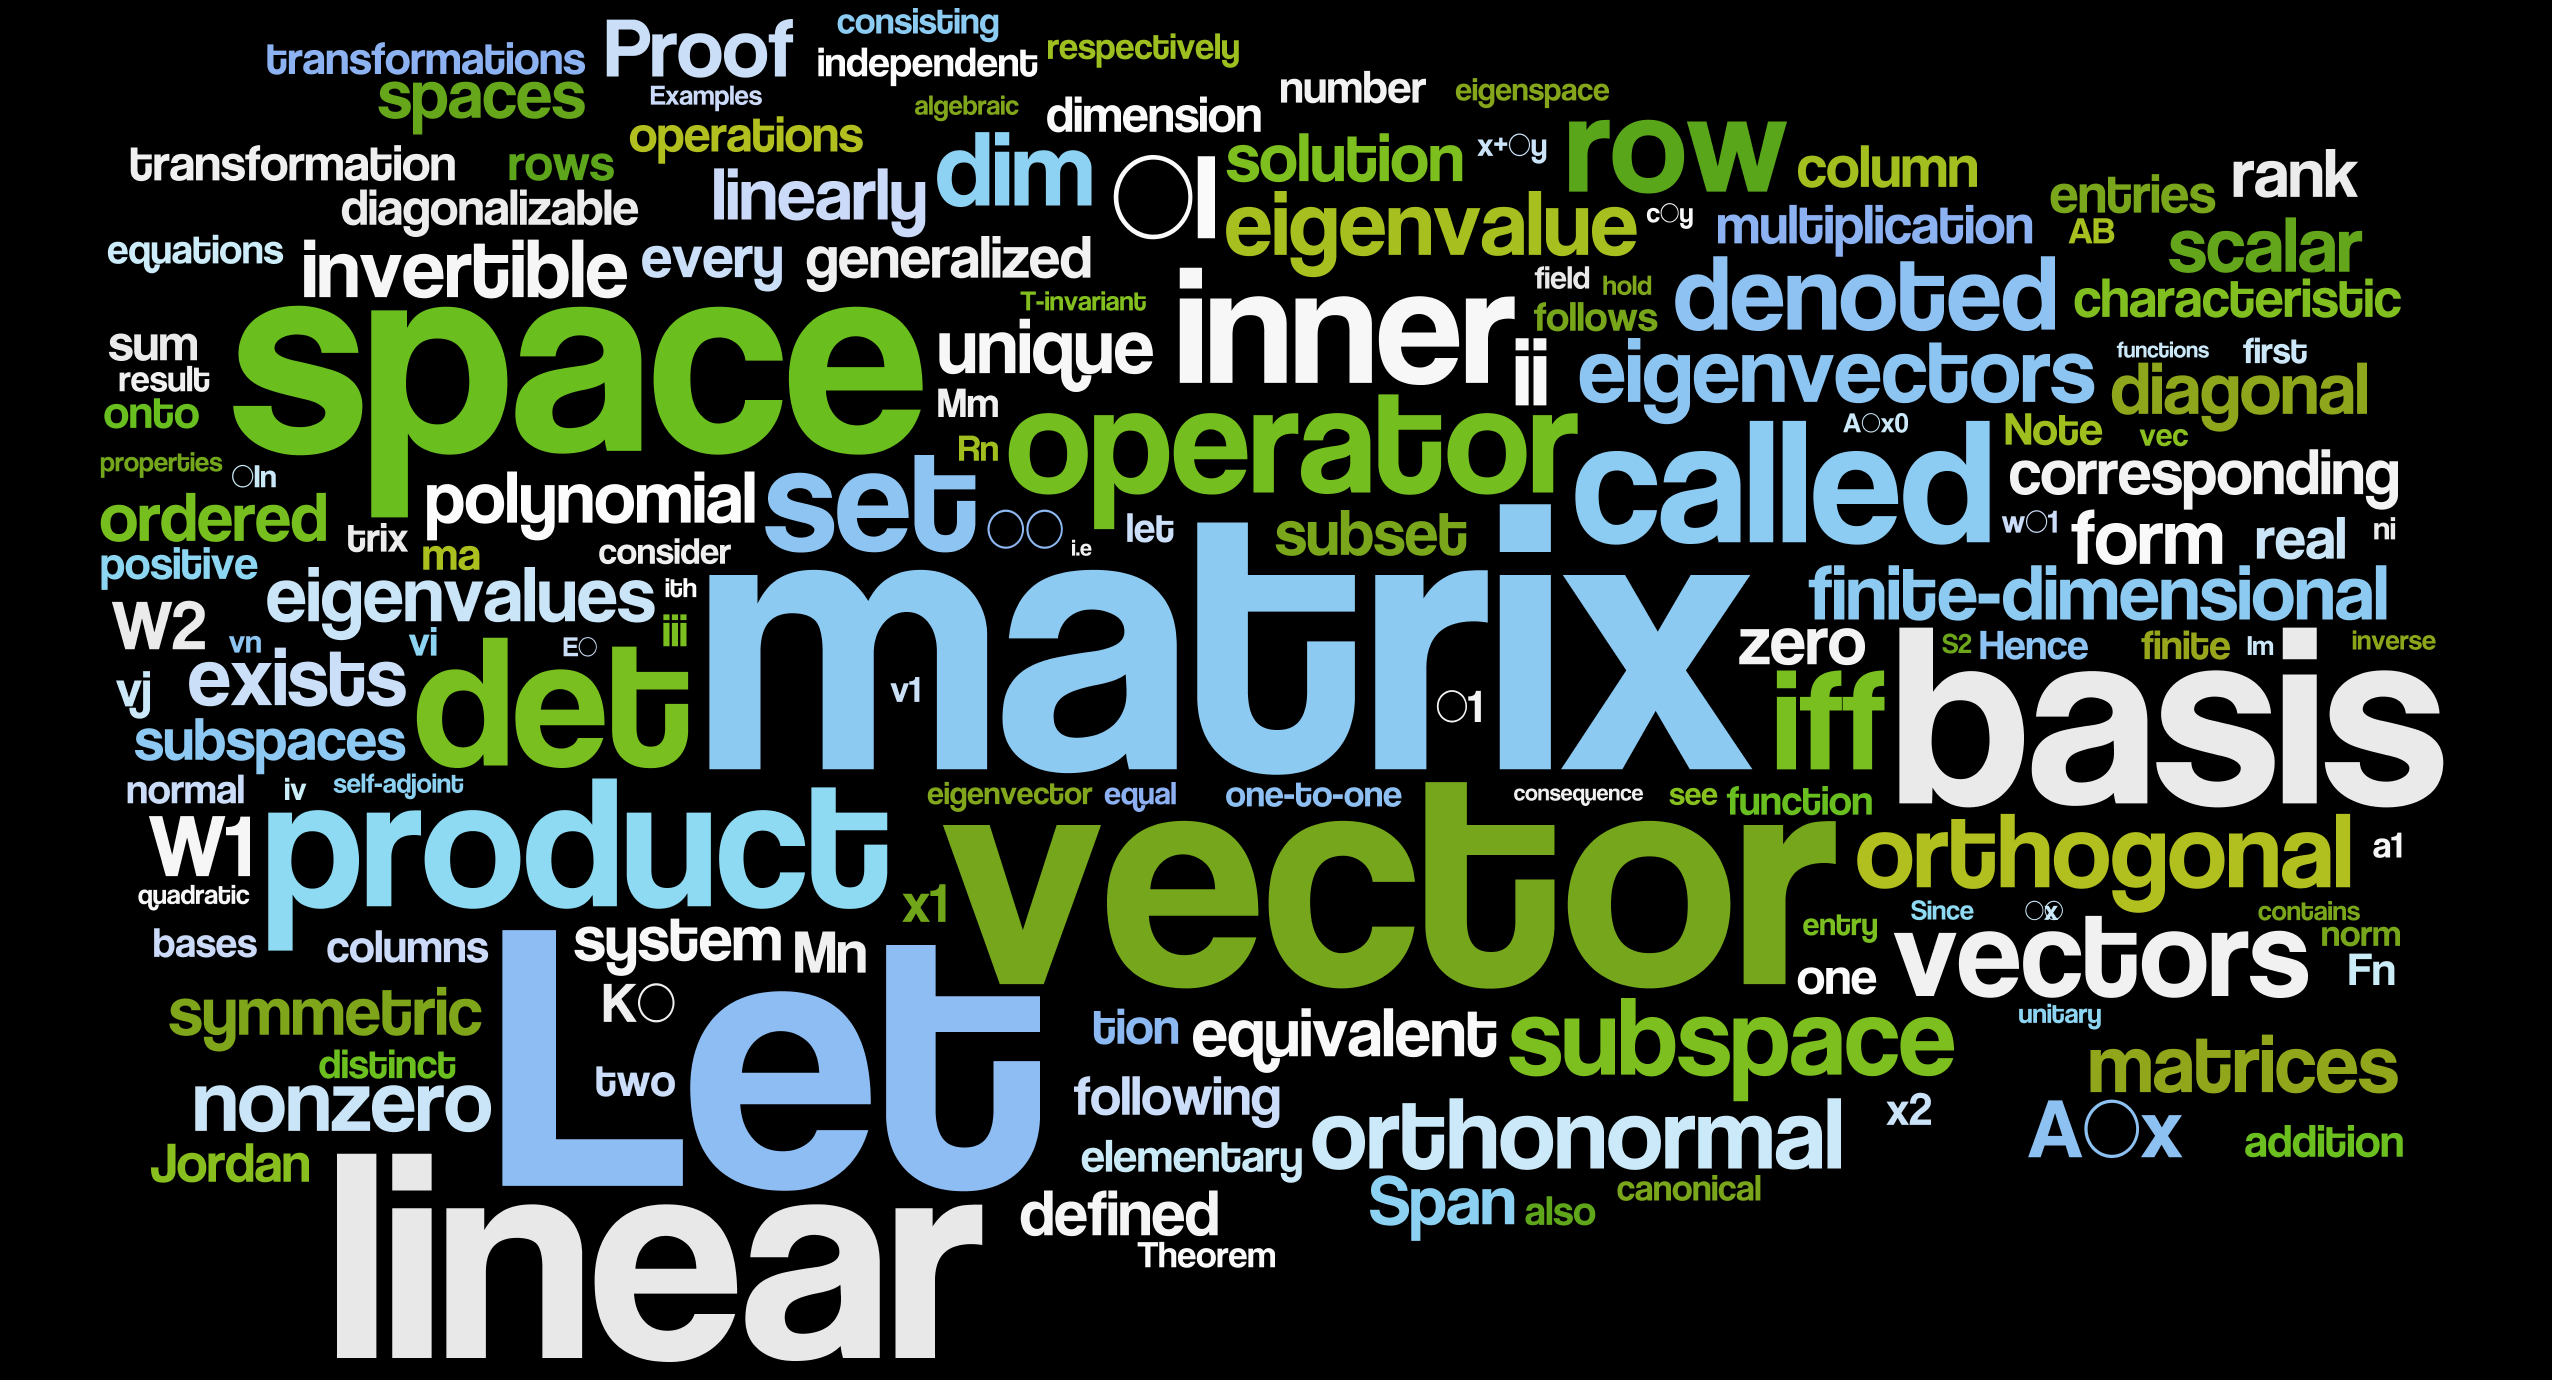 consisting
transformations Proof independent respectively
spaces Examples algebraic dimension number eigenspace
operations dim solution x+○y row column
transformation rows linearly ○I rank
diagonalizable eigenvalue c○y multiplication entries AB
equations invertible every generalized field hold denoted scalar
space T-invariant inner follows characteristic
sum unique ii eigenvectors functions first
result Mm diagonal
onto Rn operator called A○x0 Note vec
properties ○In polynomial set corresponding
ordered trix ○○ let subset w○1 form real ni
positive ma consider i.e matrix
eigenvalues ith finite-dimensional
W2 vn vi E○ iii zero S2 Hence finite Im inverse
vj exists det v1 ○1 iff basis
subspaces
normal iv self-adjoint eigenvector equal one-to-one consequence see function
W1 product vector orthogonal a1
quadratic x1 Since ○x contains
bases columns system Mn entry vectors norm
one Fn
symmetric Let K○ tion equivalent subspace unitary
distinct two matrices
nonzero following orthonormal x2 A○x addition
Jordan elementary
linear defined Span also canonical
Theorem